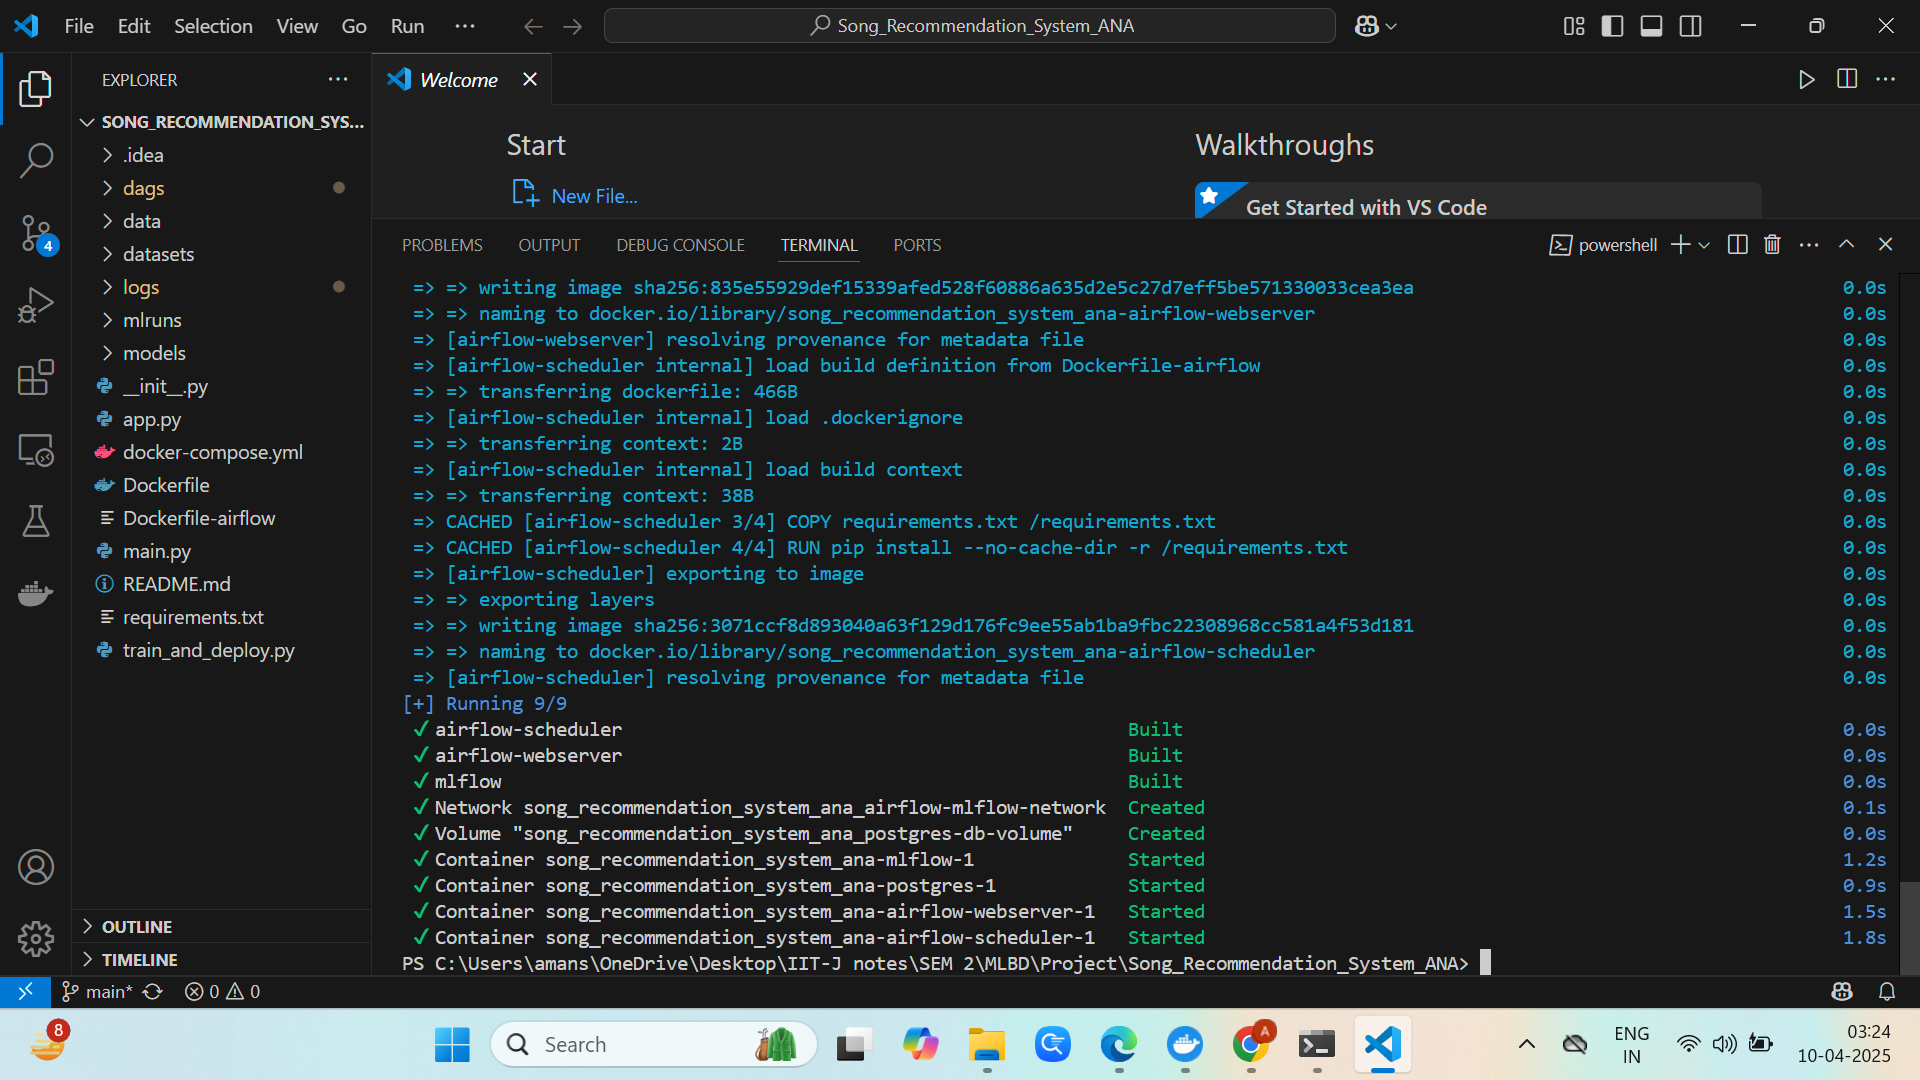 File Edit Selection View Go Run ···
Song_Recommendation_System_ANA
EXPLORER
SONG_RECOMMENDATION_SYS...
.idea
dags
data
datasets
logs
mlruns
models
__init__.py
app.py
docker-compose.yml
Dockerfile
Dockerfile-airflow
main.py
README.md
requirements.txt
train_and_deploy.py
OUTLINE
TIMELINE
4
Welcome
Start
New File...
Walkthroughs
Get Started with VS Code
PROBLEMS OUTPUT DEBUG CONSOLE TERMINAL PORTS
powershell
=> => writing image sha256:835e55929def15339afed528f60886a635d2e5c27d7eff5be571330033cea3ea 0.0s
=> => naming to docker.io/library/song_recommendation_system_ana-airflow-webserver 0.0s
=> [airflow-webserver] resolving provenance for metadata file 0.0s
=> [airflow-scheduler internal] load build definition from Dockerfile-airflow 0.0s
=> => transferring dockerfile: 466B 0.0s
=> [airflow-scheduler internal] load .dockerignore 0.0s
=> => transferring context: 2B 0.0s
=> [airflow-scheduler internal] load build context 0.0s
=> => transferring context: 38B 0.0s
=> CACHED [airflow-scheduler 3/4] COPY requirements.txt /requirements.txt 0.0s
=> CACHED [airflow-scheduler 4/4] RUN pip install --no-cache-dir -r /requirements.txt 0.0s
=> [airflow-scheduler] exporting to image 0.0s
=> => exporting layers 0.0s
=> => writing image sha256:3071ccf8d893040a63f129d176fc9ee55ab1ba9fbc22308968cc581a4f53d181 0.0s
=> => naming to docker.io/library/song_recommendation_system_ana-airflow-scheduler 0.0s
=> [airflow-scheduler] resolving provenance for metadata file 0.0s
[+] Running 9/9
✓ airflow-scheduler Built 0.0s
✓ airflow-webserver Built 0.0s
✓ mlflow Built 0.0s
✓ Network song_recommendation_system_ana_airflow-mlflow-network Created 0.1s
✓ Volume "song_recommendation_system_ana_postgres-db-volume" Created 0.0s
✓ Container song_recommendation_system_ana-mlflow-1 Started 1.2s
✓ Container song_recommendation_system_ana-postgres-1 Started 0.9s
✓ Container song_recommendation_system_ana-airflow-webserver-1 Started 1.5s
✓ Container song_recommendation_system_ana-airflow-scheduler-1 Started 1.8s
PS C:\Users\amans\OneDrive\Desktop\IIT-J notes\SEM 2\MLBD\Project\Song_Recommendation_System_ANA>
main* 0 0
8
Search
A
ENG
IN
03:24
10-04-2025